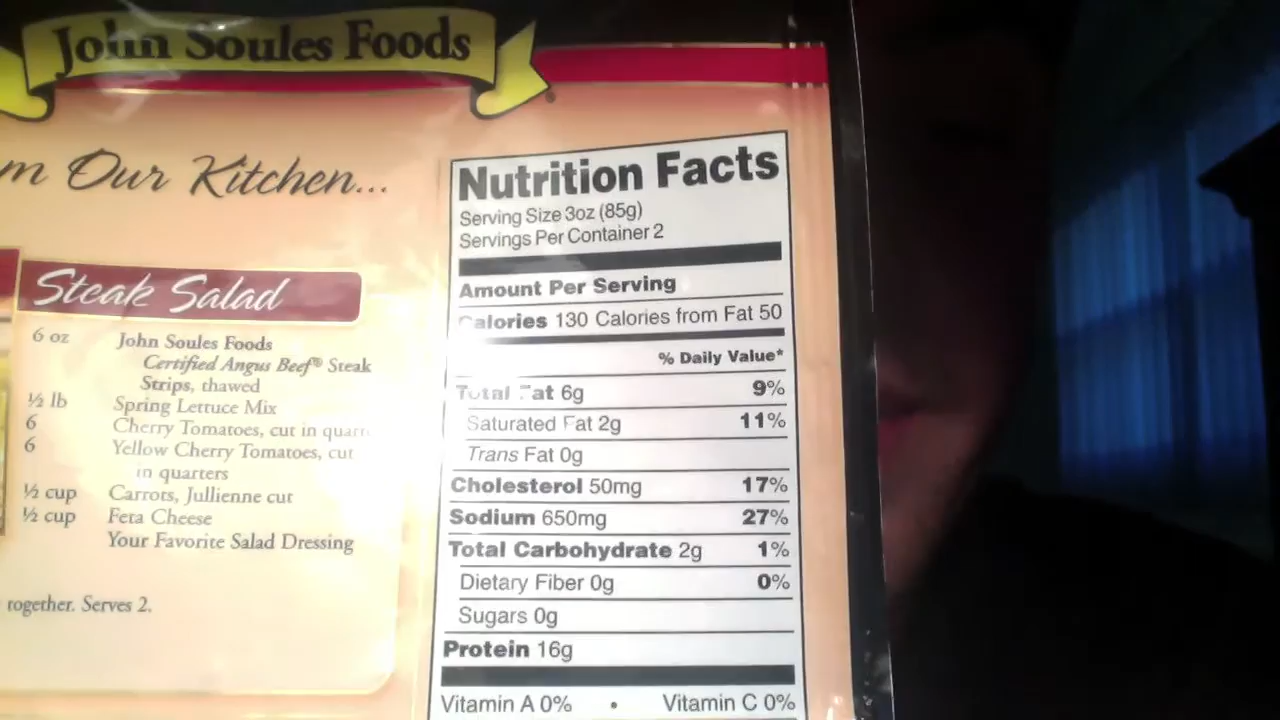 John Soules Foods
m Our Kitchen...
Steak Salad
6 oz John Soules Foods
Certified Angus Beef® Steak
Strips, thawed
½ lb Spring Lettuce Mix
6 Cherry Tomatoes, cut in quart
6 Yellow Cherry Tomatoes, cut
in quarters
½ cup Carrots, Jullienne cut
½ cup Feta Cheese
Your Favorite Salad Dressing
together. Serves 2.
Nutrition Facts
Serving Size 3oz (85g)
Servings Per Container 2
Amount Per Serving
Calories 130 Calories from Fat 50
% Daily Value*
Total Fat 6g 9%
Saturated Fat 2g 11%
Trans Fat 0g
Cholesterol 50mg 17%
Sodium 650mg 27%
Total Carbohydrate 2g 1%
Dietary Fiber 0g 0%
Sugars 0g
Protein 16g
Vitamin A 0% • Vitamin C 0%